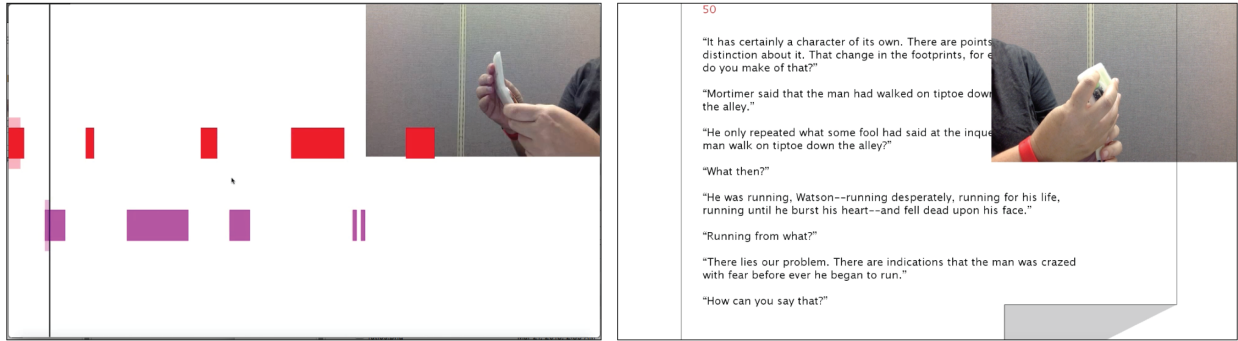 50
“It has certainly a character of its own. There are points
distinction about it. That change in the footprints, for
do you make of that?”
“Mortimer said that the man had walked on tiptoe down
the alley.”
“He only repeated what some fool had said at the
man walk on tiptoe down the alley?”
“What then?”
“He was running, Watson--running desperately, running for his life,
running until he burst his heart--and fell dead upon his face.”
“Running from what?”
“There lies our problem. There are indications that the man was crazed
with fear before ever he began to run.”
“How can you say that?”